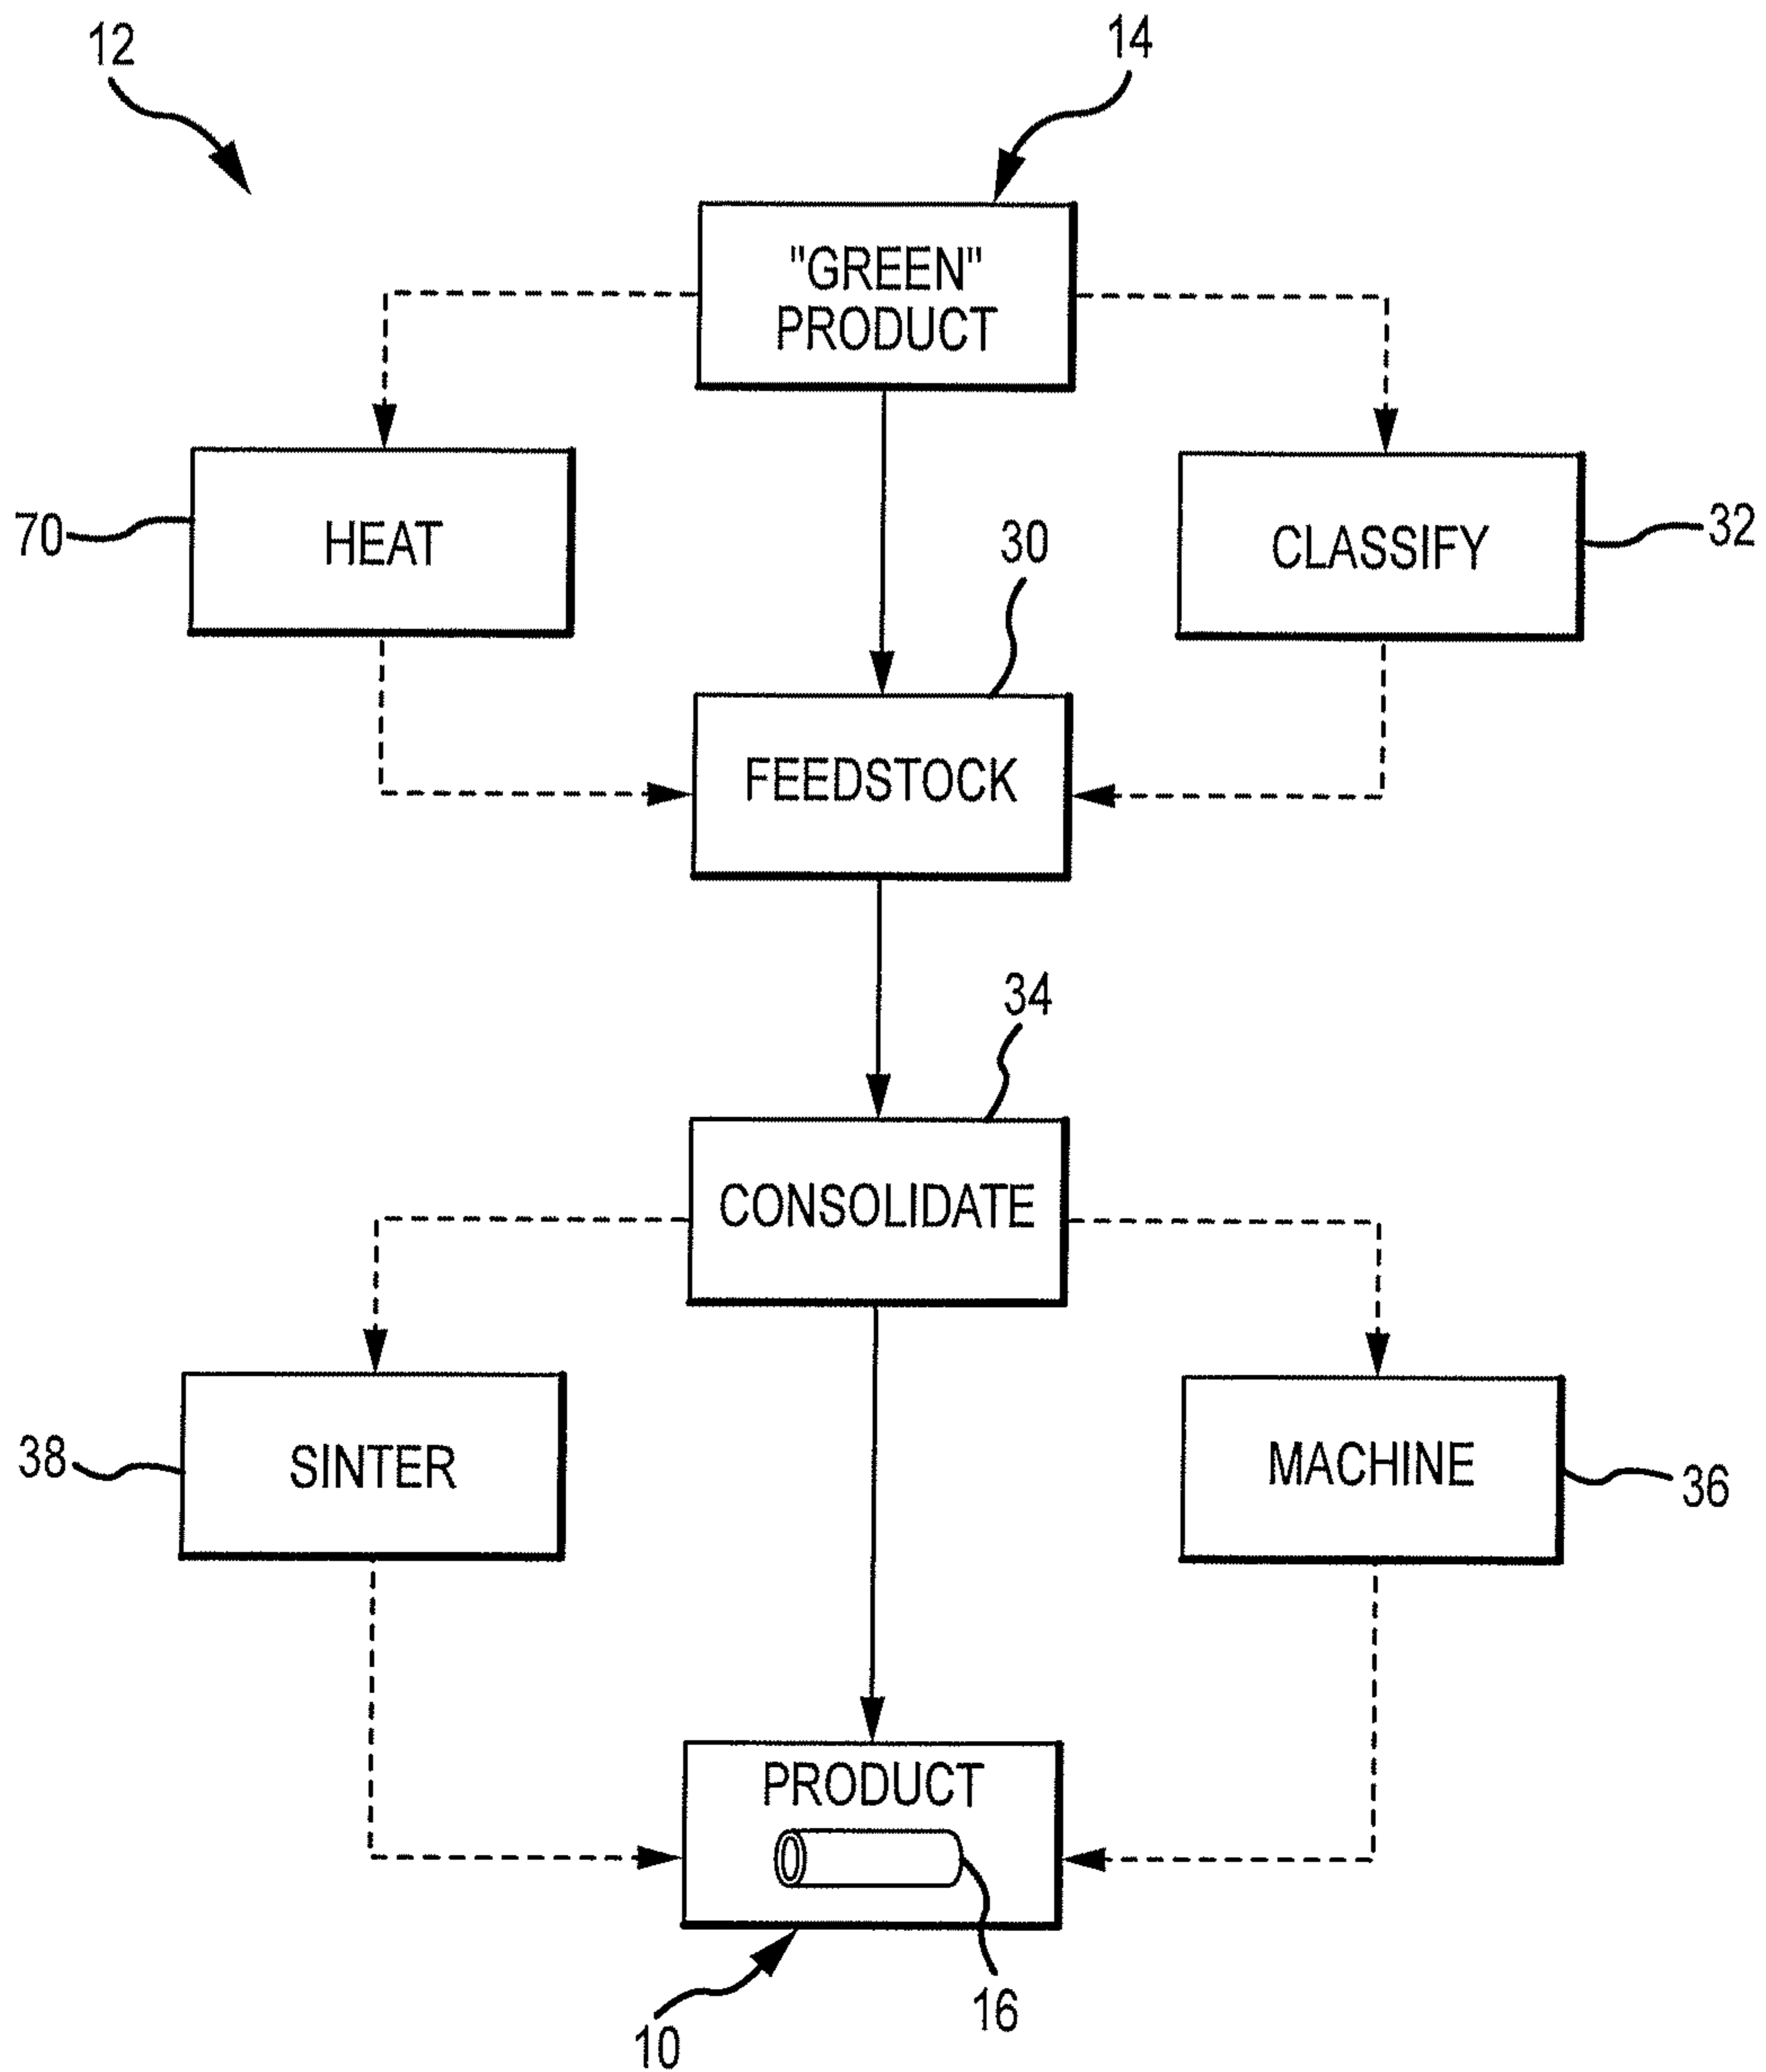 12
14
"GREEN"
PRODUCT
70
HEAT
30
CLASSIFY
32
FEEDSTOCK
34
CONSOLIDATE
38
SINTER
MACHINE
36
PRODUCT
16
10